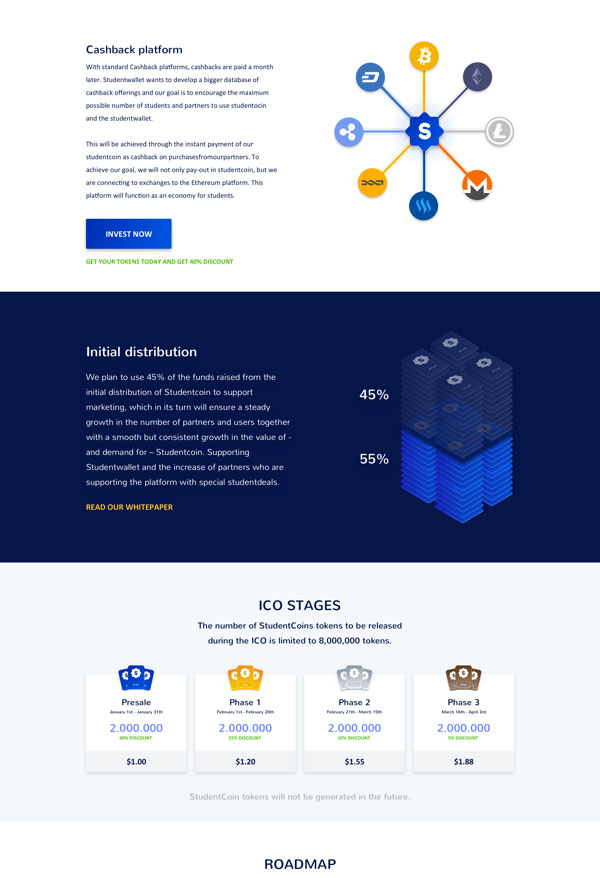 Cashback platform
With standard Cashback platforms, cashbacks are paid a month
later. Studentwallet wants to develop a bigger database of
cashback offerings and our goal is to encourage the maximum
possible number of students and partners to use studentocin
and the studentwallet.
This will be achieved through the instant payment of our
studentcoin as cashback on purchasesfromourpartners. To
achieve our goal, we will not only pay-out in studentcoin, but we
are connecting to exchanges to the Ethereum platform. This
platform will function as an economy for students.
INVEST NOW
GET YOUR TOKENS TODAY AND GET 40% DISCOUNT
Initial distribution
We plan to use 45% of the funds raised from the
initial distribution of Studentcoin to support
marketing, which in its turn will ensure a steady
growth in the number of partners and users together
with a smooth but consistent growth in the value of -
and demand for – Studentcoin. Supporting
Studentwallet and the increase of partners who are
supporting the platform with special studentdeals.
READ OUR WHITEPAPER
45%
55%
ICO STAGES
The number of StudentCoins tokens to be released
during the ICO is limited to 8,000,000 tokens.
Presale
January 1st - January 31th
2.000.000
40% DISCOUNT
$1.00
Phase 1
February 1st - February 20th
2.000.000
25% DISCOUNT
$1.20
Phase 2
February 21th - March 15th
2.000.000
10% DISCOUNT
$1.55
Phase 3
March 16th - April 3rd
2.000.000
5% DISCOUNT
$1.88
StudentCoin tokens will not be generated in the future.
ROADMAP